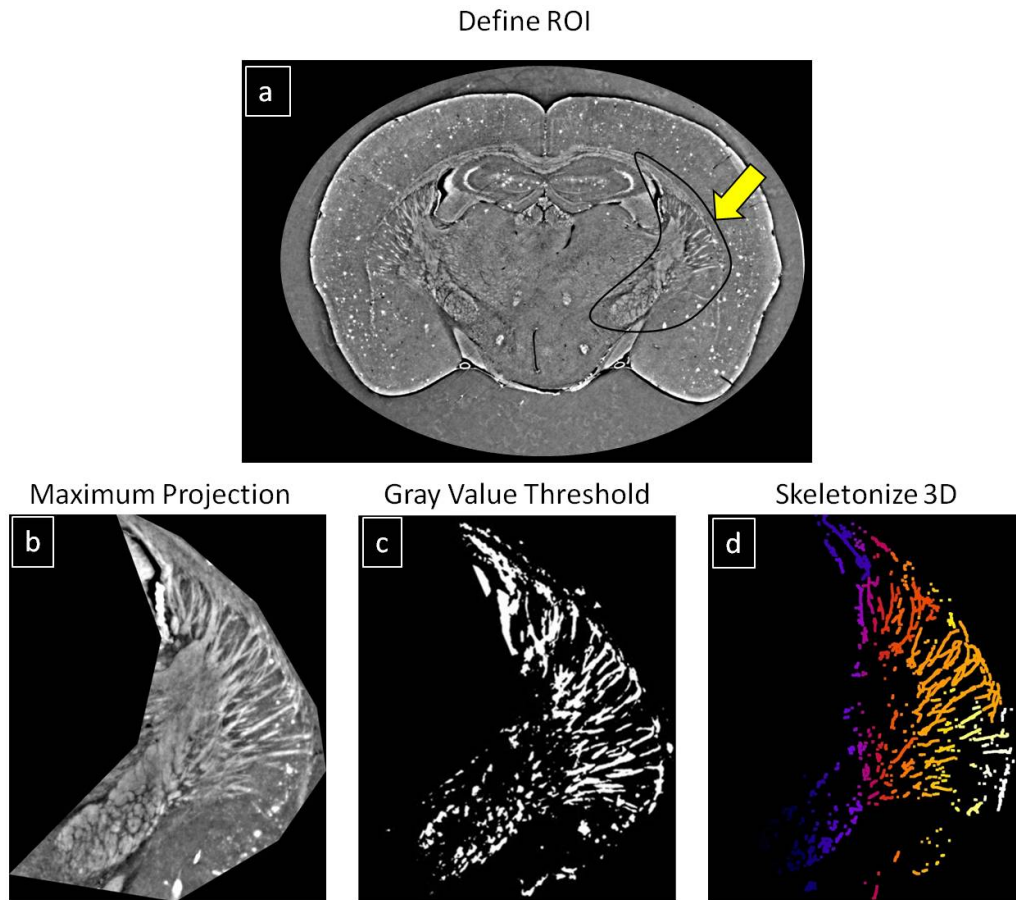 Define ROI
a
Maximum Projection
Gray Value Threshold
Skeletonize 3D
b
c
d